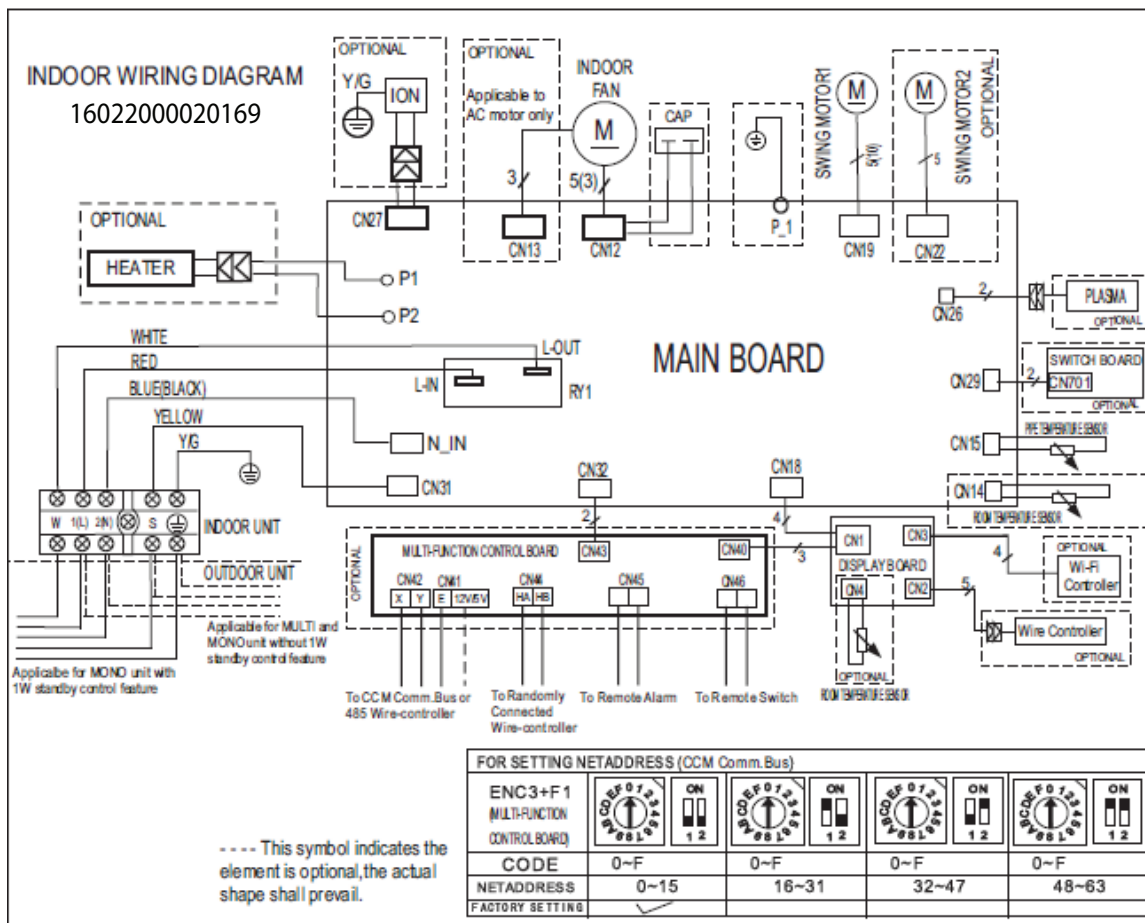 INDOOR WIRING DIAGRAM
16022000020169
OPTIONAL
Y/G
ION
CN27
OPTIONAL
Applicable to
AC motor only
3
CN13
INDOOR
FAN
M
5(3)
CN12
CAP
P_1
SWING MOTOR1
M
5(10)
CN19
SWING MOTOR2
OPTIONAL
M
5
CN22
OPTIONAL
HEATER
P1
P2
WHITE
RED
BLUE(BLACK)
YELLOW
Y/G
L-OUT
L-IN
RY1
MAIN BOARD
N_IN
CN31
CN26
2
PLASMA
OPTIONAL
CN29
2
SWITCH BOARD
CN701
OPTIONAL
CN15
PIPE TEMPERATURE SENSOR
CN14
ROOM TEMPERATURE SENSOR
W 1(L) 2(N) S
INDOOR UNIT
OUTDOOR UNIT
Applicable for MULTI and
MONO unit without 1W
standby control feature
Applicalbe for MONO unit with
1W standby control feature
CN32
2
CN18
4
OPTIONAL
MULTI-FUNCTION CONTROL BOARD
CN43
CN40
3
CN42
X Y
CN41
E 12V/5V
CN44
HA HB
CN45
CN46
To CCM Comm.Bus or
485 Wire-controller
To Randomly
Connected
Wire-controller
To Remote Alarm
To Remote Switch
CN1
CN3
DISPLAY BOARD
CN4
CN2
OPTIONAL
ROOM TEMPERATURE SENSOR
4
OPTIONAL
Wi-Fi
Controller
5
Wire Controller
OPTIONAL
FOR SETTING NETADDRESS (CCM Comm.Bus)
ENC3+F1
(MULTI-FUNCTION
CONTROL BOARD)
0123456789ABCDEF ON 1 2
0123456789ABCDEF ON 1 2
0123456789ABCDEF ON 1 2
0123456789ABCDEF ON 1 2
CODE 0~F 0~F 0~F 0~F
NETADDRESS 0~15 16~31 32~47 48~63
FACTORY SETTING
---- This symbol indicates the
element is optional,the actual
shape shall prevail.